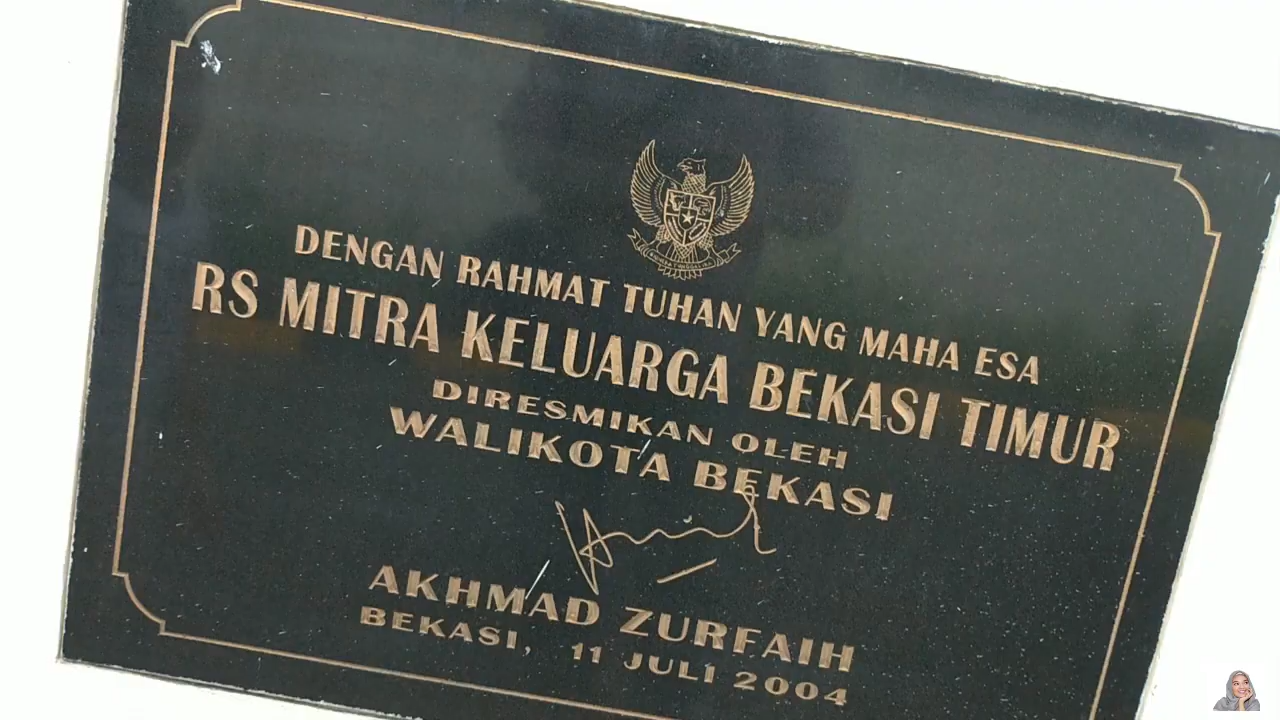 DENGAN RAHMAT TUHAN YANG MAHA ESA
RS MITRA KELUARGA BEKASI TIMUR
DIRESMIKAN OLEH
WALIKOTA BEKASI
AKHMAD ZURFAIH
BEKASI, 11 JULI 2004